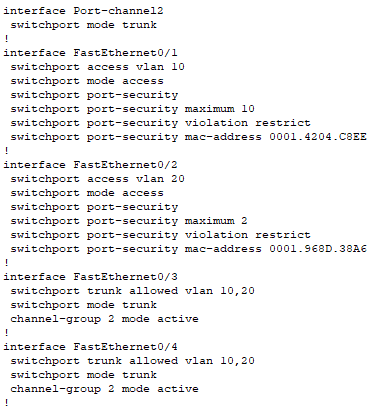 interface Port-channel2
 switchport mode trunk
!
interface FastEthernet0/1
 switchport access vlan 10
 switchport mode access
 switchport port-security
 switchport port-security maximum 10
 switchport port-security violation restrict
 switchport port-security mac-address 0001.4204.C8EE
!
interface FastEthernet0/2
 switchport access vlan 20
 switchport mode access
 switchport port-security
 switchport port-security maximum 2
 switchport port-security violation restrict
 switchport port-security mac-address 0001.968D.38A6
!
interface FastEthernet0/3
 switchport trunk allowed vlan 10,20
 switchport mode trunk
 channel-group 2 mode active
!
interface FastEthernet0/4
 switchport trunk allowed vlan 10,20
 switchport mode trunk
 channel-group 2 mode active
!